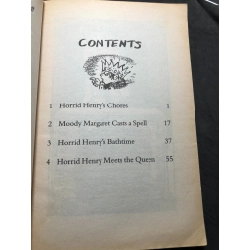 CONTENTS
1 Horrid Henry's Chores 1
2 Moody Margaret Casts a Spell 17
3 Horrid Henry's Bathtime 37
4 Horrid Henry Meets the Queen 55